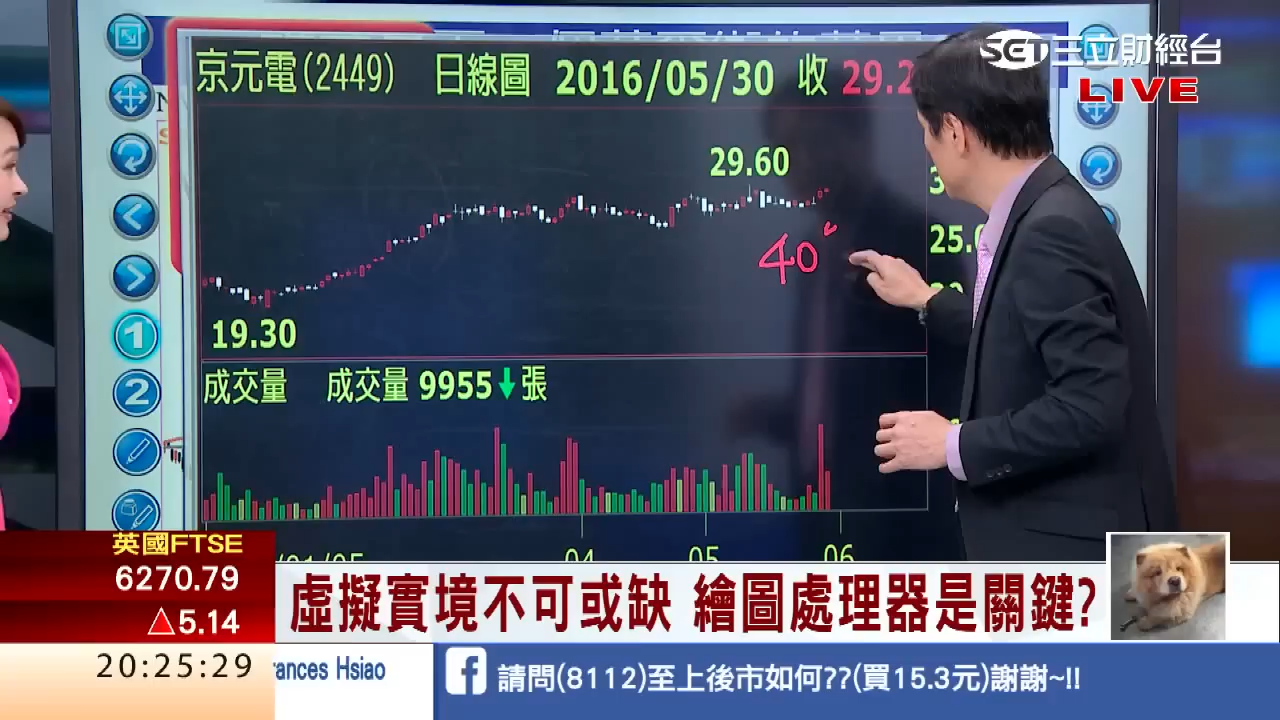 京元電(2449) 日線圖 2016/05/30 收 29.2
SET三立財經台
LIVE
29.60
40
25.0
19.30
成交量 成交量 9955↓張
1
2
04 05 06
英國FTSE
6270.79
△5.14
虛擬實境不可或缺 繪圖處理器是關鍵?
20:25:29
rances Hsiao
請問(8112)至上後市如何??(買15.3元)謝謝~!!